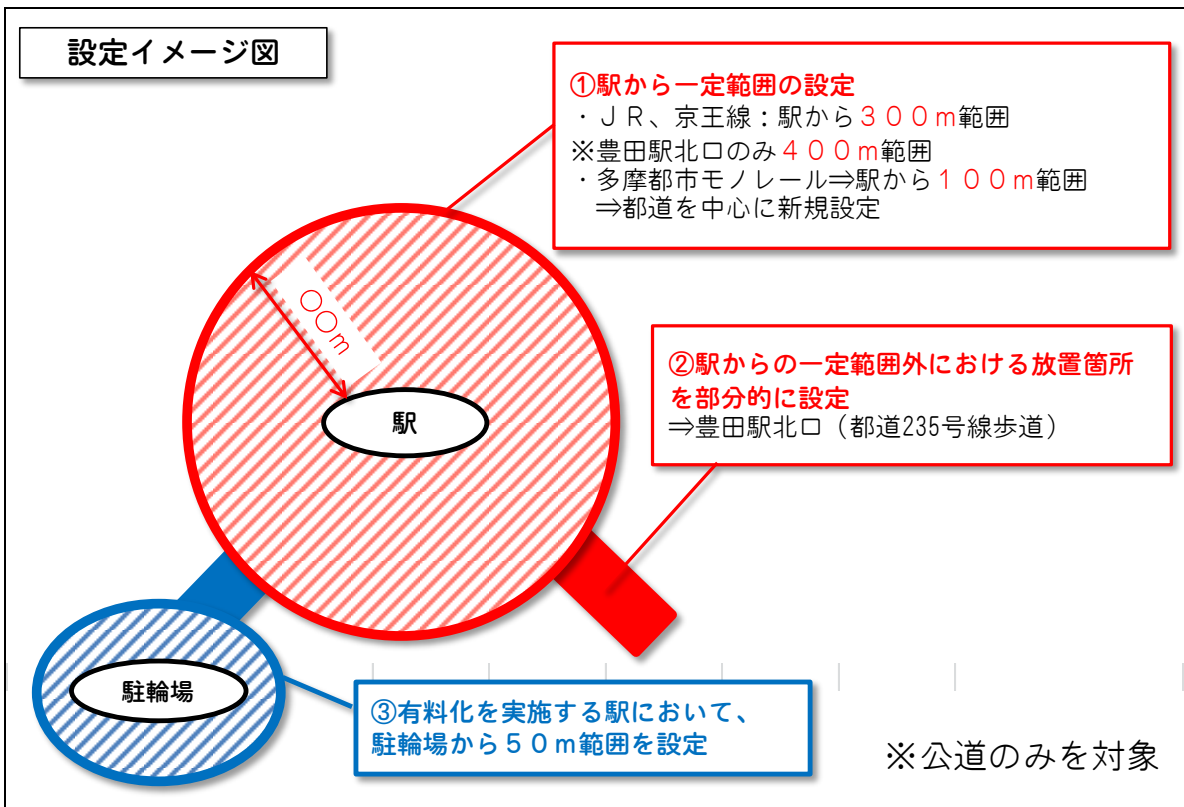 設定イメージ図
①駅から一定範囲の設定
・ＪＲ、京王線：駅から３００ｍ範囲
※豊田駅北口のみ４００ｍ範囲
・多摩都市モノレール⇒駅から１００ｍ範囲
⇒都道を中心に新規設定
〇〇ｍ
駅
②駅からの一定範囲外における放置箇所
を部分的に設定
⇒豊田駅北口（都道235号線歩道）
駐輪場
③有料化を実施する駅において、
駐輪場から５０ｍ範囲を設定
※公道のみを対象